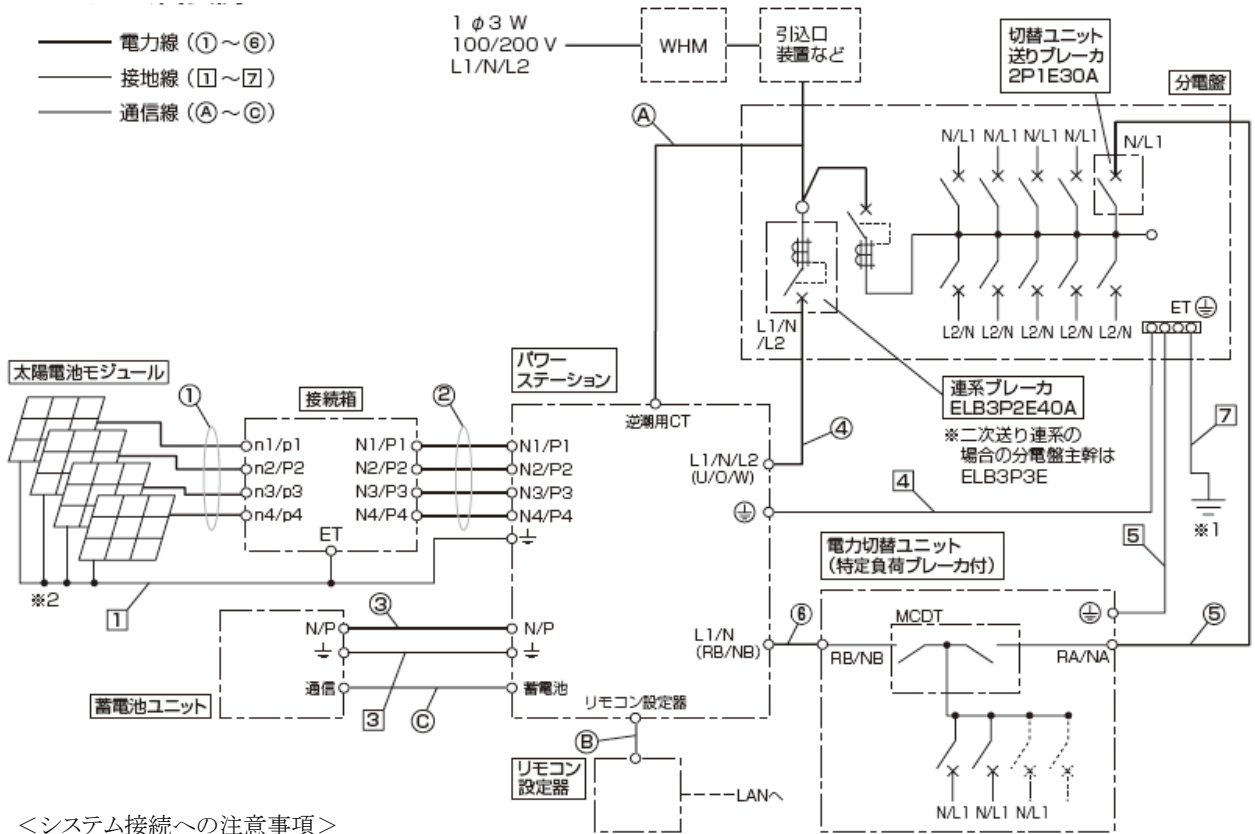 電力線 (①～⑥)
接地線 (1～7)
通信線 (Ⓐ～Ⓒ)
1 φ 3 W
100/200 V
L1/N/L2
WHM
引込口
装置など
切替ユニット
送りブレーカ
2P1E30A
分電盤
Ⓐ
N/L1 N/L1 N/L1 N/L1
N/L1
L1/N
/L2
L2/N L2/N L2/N L2/N L2/N
ET
連系ブレーカ
ELB3P2E40A
※二次送り連系の
場合の分電盤主幹は
ELB3P3E
7
※1
太陽電池モジュール
①
接続箱
②
パワー
ステーション
逆潮用CT
④
n1/p1
n2/P2
n3/p3
n4/p4
N1/P1
N2/P2
N3/P3
N4/P4
ET
N1/P1
N2/P2
N3/P3
N4/P4
L1/N/L2
(U/O/W)
4
5
※2
1
電力切替ユニット
(特定負荷ブレーカ付)
MCDT
RB/NB
RA/NA
⑤
L1/N
(RB/NB)
⑥
N/P
③
N/P
通信
蓄電池
蓄電池ユニット
3
Ⓒ
リモコン設定器
Ⓑ
リモコン
設定器
LANへ
N/L1 N/L1 N/L1
＜システム接続への注意事項＞